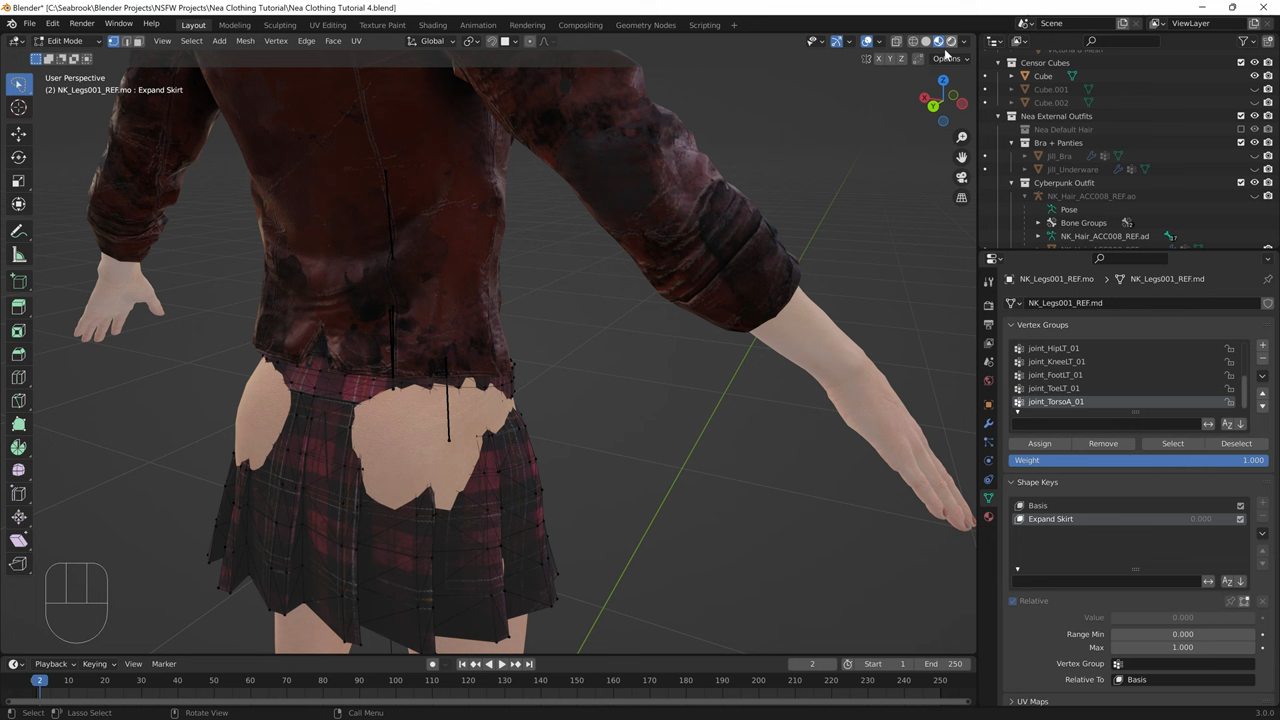 Blender* [C:\Seabrook\Blender Projects\NSFW Projects\Nea Clothing Tutorial\Nea Clothing Tutorial 4.blend]
File Edit Render Window Help Layout Modeling Sculpting UV Editing Texture Paint Shading Animation Rendering Compositing Geometry Nodes Scripting + Scene ViewLayer
Edit Mode View Select Add Mesh Vertex Edge Face UV Global
X Y Z Options
User Perspective
(2) NK_Legs001_REF.mo : Expand Skirt
Z
X
Y
Censor Cubes
Cube
Cube.001
Cube.002
Nea External Outfits
Nea Default Hair
Bra + Panties
Jill_Bra
Jill_Underware
Cyberpunk Outfit
NK_Hair_ACC008_REF.ao
Pose
Bone Groups
NK_Hair_ACC008_REF.ad
NK_Legs001_REF.mo > NK_Legs001_REF.md
NK_Legs001_REF.md
Vertex Groups
joint_HipLT_01
joint_KneeLT_01
joint_FootLT_01
joint_ToeLT_01
joint_TorsoA_01
Assign Remove Select Deselect
Weight 1.000
Shape Keys
Basis
Expand Skirt 0.000
Relative
Value 0.000
Range Min 0.000
Max 1.000
Vertex Group
Relative To Basis
UV Maps
Playback Keying View Marker 2 Start 1 End 250
2 10 20 30 40 50 60 70 80 90 100 110 120 130 140 150 160 170 180 190 200 210 220 230 240 250
Select Lasso Select Rotate View Call Menu 3.0.0